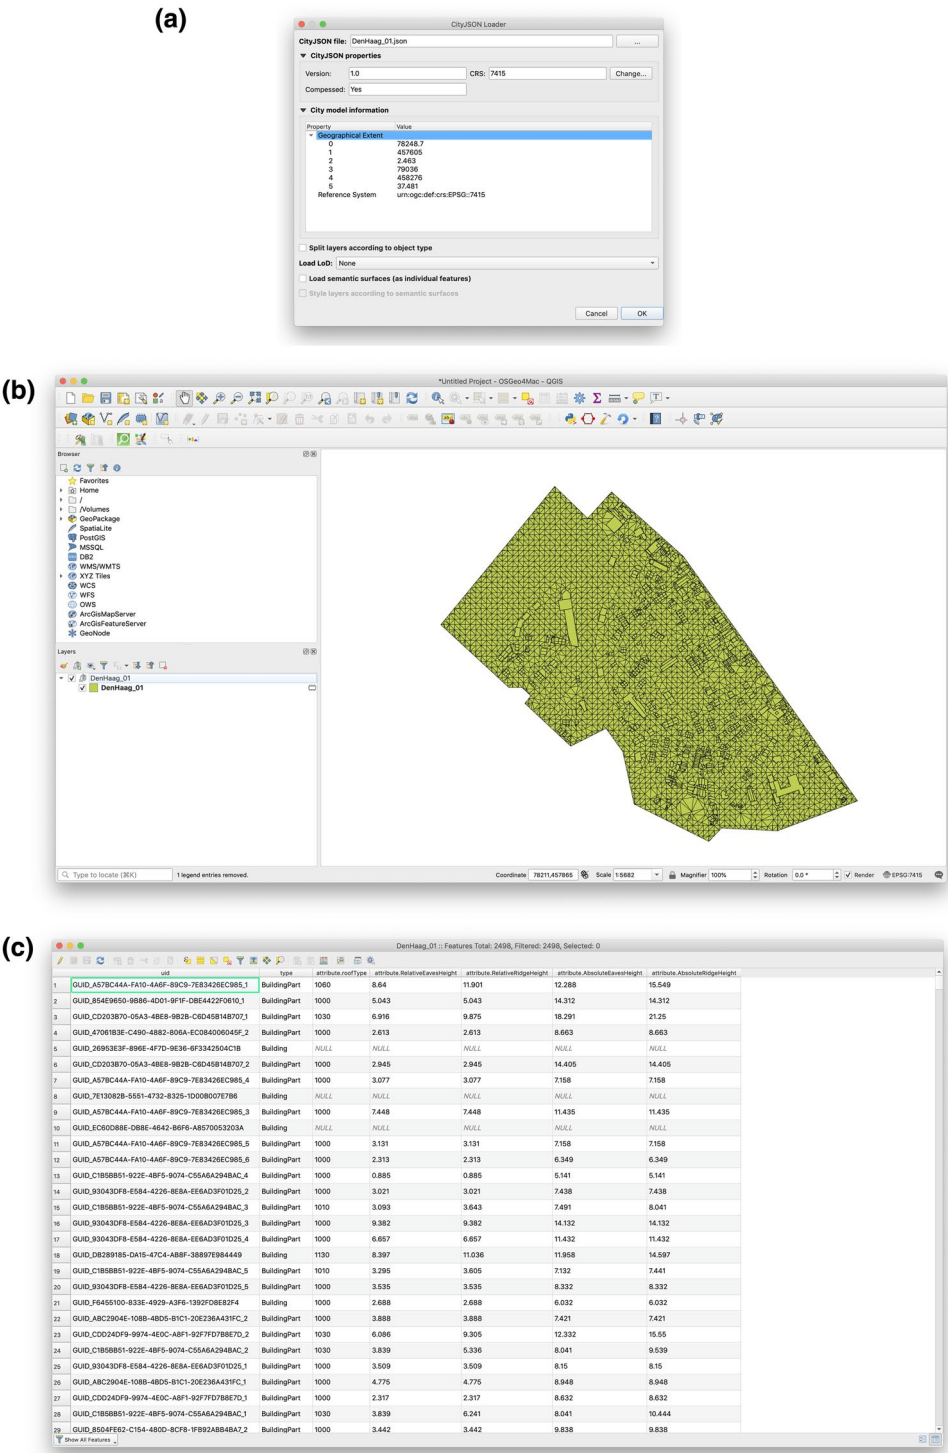 (a)
CityJSON Loader
CityJSON file: DenHaag_01.json ...
CityJSON properties
Version: 1.0 CRS: 7415 Change...
Compessed: Yes
City model information
Property Value
Geographical Extent
0 78248.7
1 457605
2 2.463
3 79036
4 458276
5 37.481
Reference System urn:ogc:def:crs:EPSG::7415
Split layers according to object type
Load LoD: None
Load semantic surfaces (as individual features)
Style layers according to semantic surfaces
Cancel OK
(b)
*Untitled Project - OSGeo4Mac - QGIS
Browser
Favorites
Home
/
/Volumes
GeoPackage
SpatiaLite
PostGIS
MSSQL
DB2
WMS/WMTS
XYZ Tiles
WCS
WFS
OWS
ArcGisMapServer
ArcGisFeatureServer
GeoNode
Layers
DenHaag_01
DenHaag_01
Type to locate (⌘K) 1 legend entries removed. Coordinate 78211,457865 Scale 1:5682 Magnifier 100% Rotation 0.0 ° Render EPSG:7415
(c)
DenHaag_01 :: Features Total: 2498, Filtered: 2498, Selected: 0
uid type attribute.roofType attribute.RelativeEavesHeight attribute.RelativeRidgeHeight attribute.AbsoluteEavesHeight attribute.AbsoluteRidgeHeight
1 GUID_A57BC44A-FA10-4A6F-89C9-7E83426EC985_1 BuildingPart 1060 8.64 11.901 12.288 15.549
2 GUID_854E9650-9B86-4D01-9F1F-DBE4422F0610_1 BuildingPart 1000 5.043 5.043 14.312 14.312
3 GUID_CD203B70-05A3-4BE8-9B2B-C6D45B14B707_1 BuildingPart 1030 6.916 9.875 18.291 21.25
4 GUID_47061B3E-C490-4882-806A-EC084006045F_2 BuildingPart 1000 2.613 2.613 8.663 8.663
5 GUID_26953E3F-896E-4F7D-9E36-6F3342504C1B Building NULL NULL NULL NULL NULL
6 GUID_CD203B70-05A3-4BE8-9B2B-C6D45B14B707_2 BuildingPart 1000 2.945 2.945 14.405 14.405
7 GUID_A57BC44A-FA10-4A6F-89C9-7E83426EC985_4 BuildingPart 1000 3.077 3.077 7.158 7.158
8 GUID_7E13082B-5551-4732-8325-1D00B007E7B6 Building NULL NULL NULL NULL NULL
9 GUID_A57BC44A-FA10-4A6F-89C9-7E83426EC985_3 BuildingPart 1000 7.448 7.448 11.435 11.435
10 GUID_EC60D88E-DB8E-4642-B6F6-A8570053203A Building NULL NULL NULL NULL NULL
11 GUID_A57BC44A-FA10-4A6F-89C9-7E83426EC985_5 BuildingPart 1000 3.131 3.131 7.158 7.158
12 GUID_A57BC44A-FA10-4A6F-89C9-7E83426EC985_6 BuildingPart 1000 2.313 2.313 6.349 6.349
13 GUID_C1B5BB51-922E-4BF5-9074-C55A6A294BAC_4 BuildingPart 1000 0.885 0.885 5.141 5.141
14 GUID_93043DF8-E584-4226-8E8A-EE6AD3F01D25_2 BuildingPart 1000 3.021 3.021 7.438 7.438
15 GUID_C1B5BB51-922E-4BF5-9074-C55A6A294BAC_3 BuildingPart 1010 3.093 3.643 7.491 8.041
16 GUID_93043DF8-E584-4226-8E8A-EE6AD3F01D25_3 BuildingPart 1000 9.382 9.382 14.132 14.132
17 GUID_93043DF8-E584-4226-8E8A-EE6AD3F01D25_4 BuildingPart 1000 6.657 6.657 11.432 11.432
18 GUID_DB289185-DA15-47C4-AB8F-38897E984449 Building 1130 8.397 11.036 11.958 14.597
19 GUID_C1B5BB51-922E-4BF5-9074-C55A6A294BAC_5 BuildingPart 1010 3.295 3.605 7.132 7.441
20 GUID_93043DF8-E584-4226-8E8A-EE6AD3F01D25_5 BuildingPart 1000 3.535 3.535 8.332 8.332
21 GUID_F6455100-833E-4929-A3F6-1392FD8E82F4 Building 1000 2.688 2.688 6.032 6.032
22 GUID_ABC2904E-108B-4BD5-B1C1-20E236A431FC_2 BuildingPart 1000 3.888 3.888 7.421 7.421
23 GUID_CDD24DF9-9974-4E0C-A8F1-92F7FD7B8E7D_2 BuildingPart 1030 6.086 9.305 12.332 15.55
24 GUID_C1B5BB51-922E-4BF5-9074-C55A6A294BAC_2 BuildingPart 1030 3.839 5.336 8.041 9.539
25 GUID_93043DF8-E584-4226-8E8A-EE6AD3F01D25_1 BuildingPart 1000 3.509 3.509 8.15 8.15
26 GUID_ABC2904E-108B-4BD5-B1C1-20E236A431FC_1 BuildingPart 1000 4.775 4.775 8.948 8.948
27 GUID_CDD24DF9-9974-4E0C-A8F1-92F7FD7B8E7D_1 BuildingPart 1000 2.317 2.317 8.632 8.632
28 GUID_C1B5BB51-922E-4BF5-9074-C55A6A294BAC_1 BuildingPart 1030 3.839 6.241 8.041 10.444
29 GUID_8504FE62-C154-480D-8CF8-1FB92ABB4BA7_2 BuildingPart 1000 3.442 3.442 9.838 9.838
Show All Features